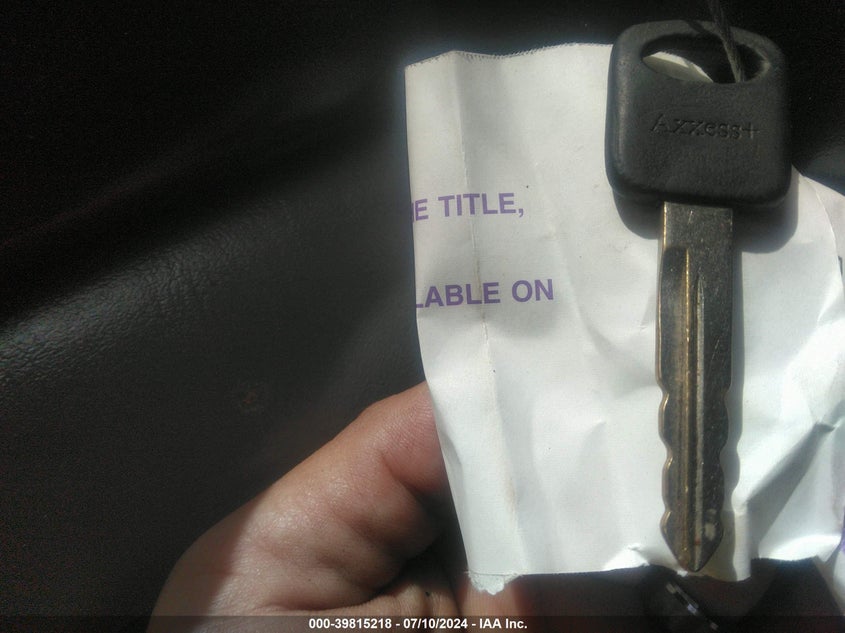 Axxess+
E TITLE,
LABLE ON
000-39815218 - 07/10/2024 - IAA Inc.